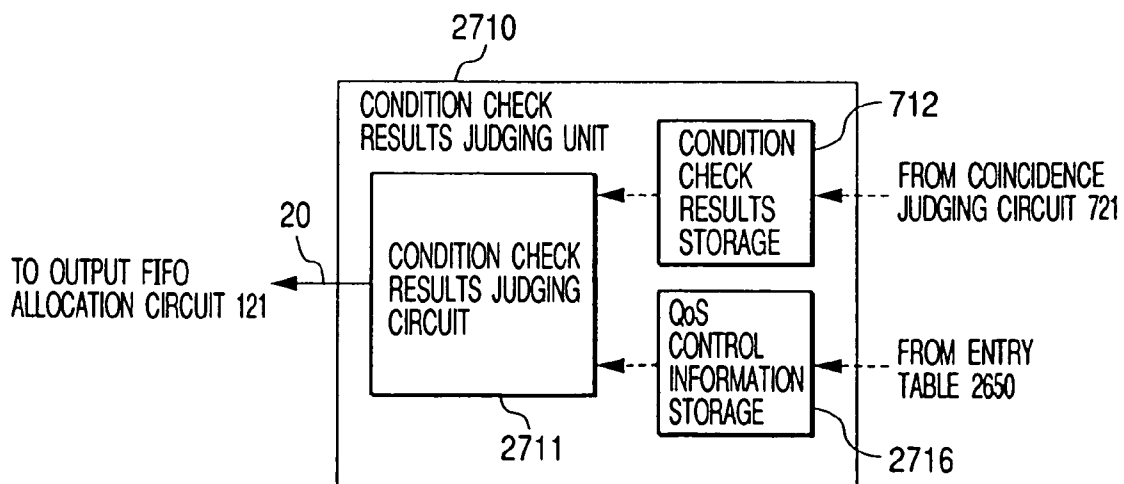 2710
CONDITION CHECK
RESULTS JUDGING UNIT
712
CONDITION
CHECK
RESULTS
STORAGE
FROM COINCIDENCE
JUDGING CIRCUIT 721
20
TO OUTPUT FIFO
ALLOCATION CIRCUIT 121
CONDITION CHECK
RESULTS JUDGING
CIRCUIT
QoS
CONTROL
INFORMATION
STORAGE
FROM ENTRY
TABLE 2650
2711
2716